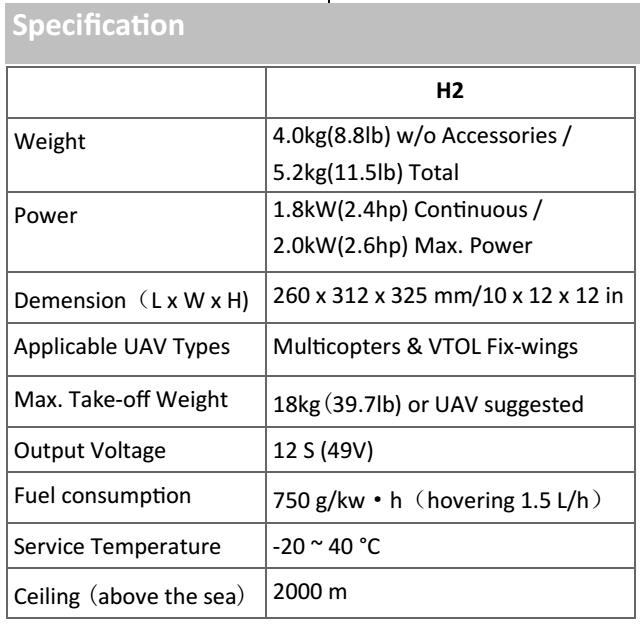 Specification
H2
Weight
4.0kg(8.8lb) w/o Accessories /
5.2kg(11.5lb) Total
Power
1.8kW(2.4hp) Continuous /
2.0kW(2.6hp) Max. Power
Demension（L x W x H)
260 x 312 x 325 mm/10 x 12 x 12 in
Applicable UAV Types
Multicopters & VTOL Fix-wings
Max. Take-off Weight
18kg（39.7lb) or UAV suggested
Output Voltage
12 S (49V)
Fuel consumption
750 g/kw • h（hovering 1.5 L/h）
Service Temperature
-20 ~ 40 °C
Ceiling（above the sea）
2000 m